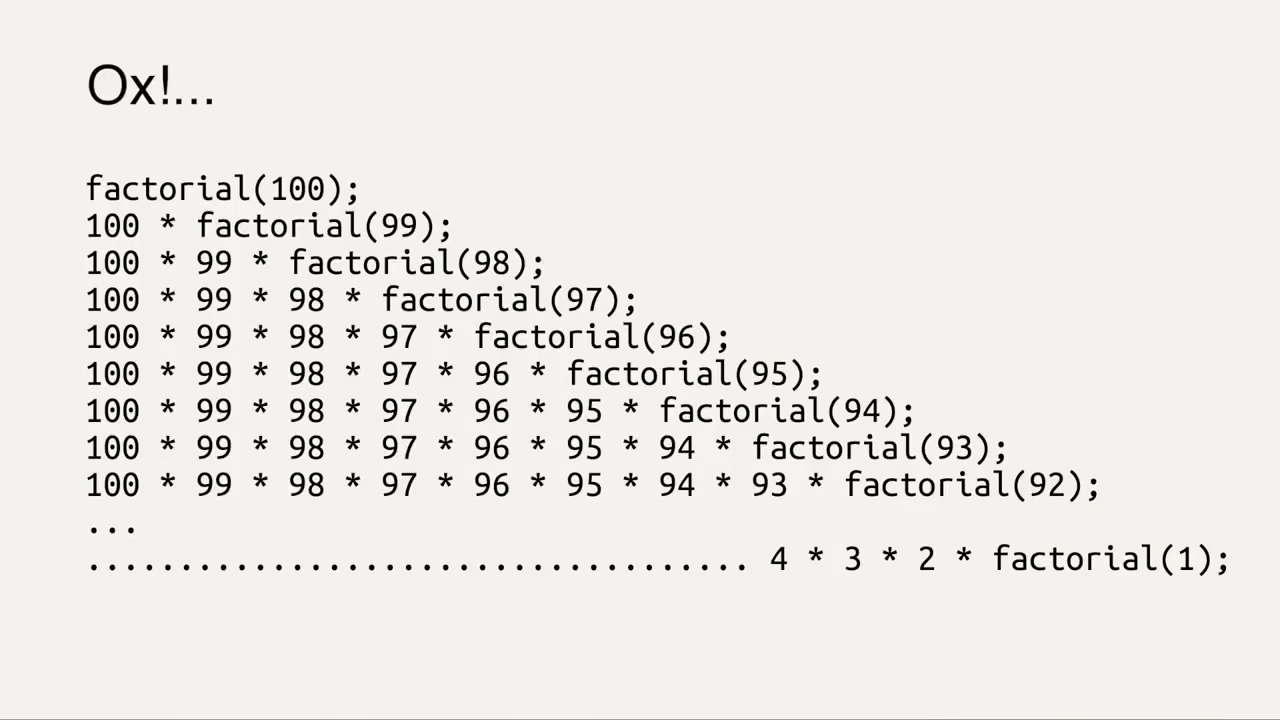 Ox!...
factorial(100);
100 * factorial(99);
100 * 99 * factorial(98);
100 * 99 * 98 * factorial(97);
100 * 99 * 98 * 97 * factorial(96);
100 * 99 * 98 * 97 * 96 * factorial(95);
100 * 99 * 98 * 97 * 96 * 95 * factorial(94);
100 * 99 * 98 * 97 * 96 * 95 * 94 * factorial(93);
100 * 99 * 98 * 97 * 96 * 95 * 94 * 93 * factorial(92);
...
.................................... 4 * 3 * 2 * factorial(1);